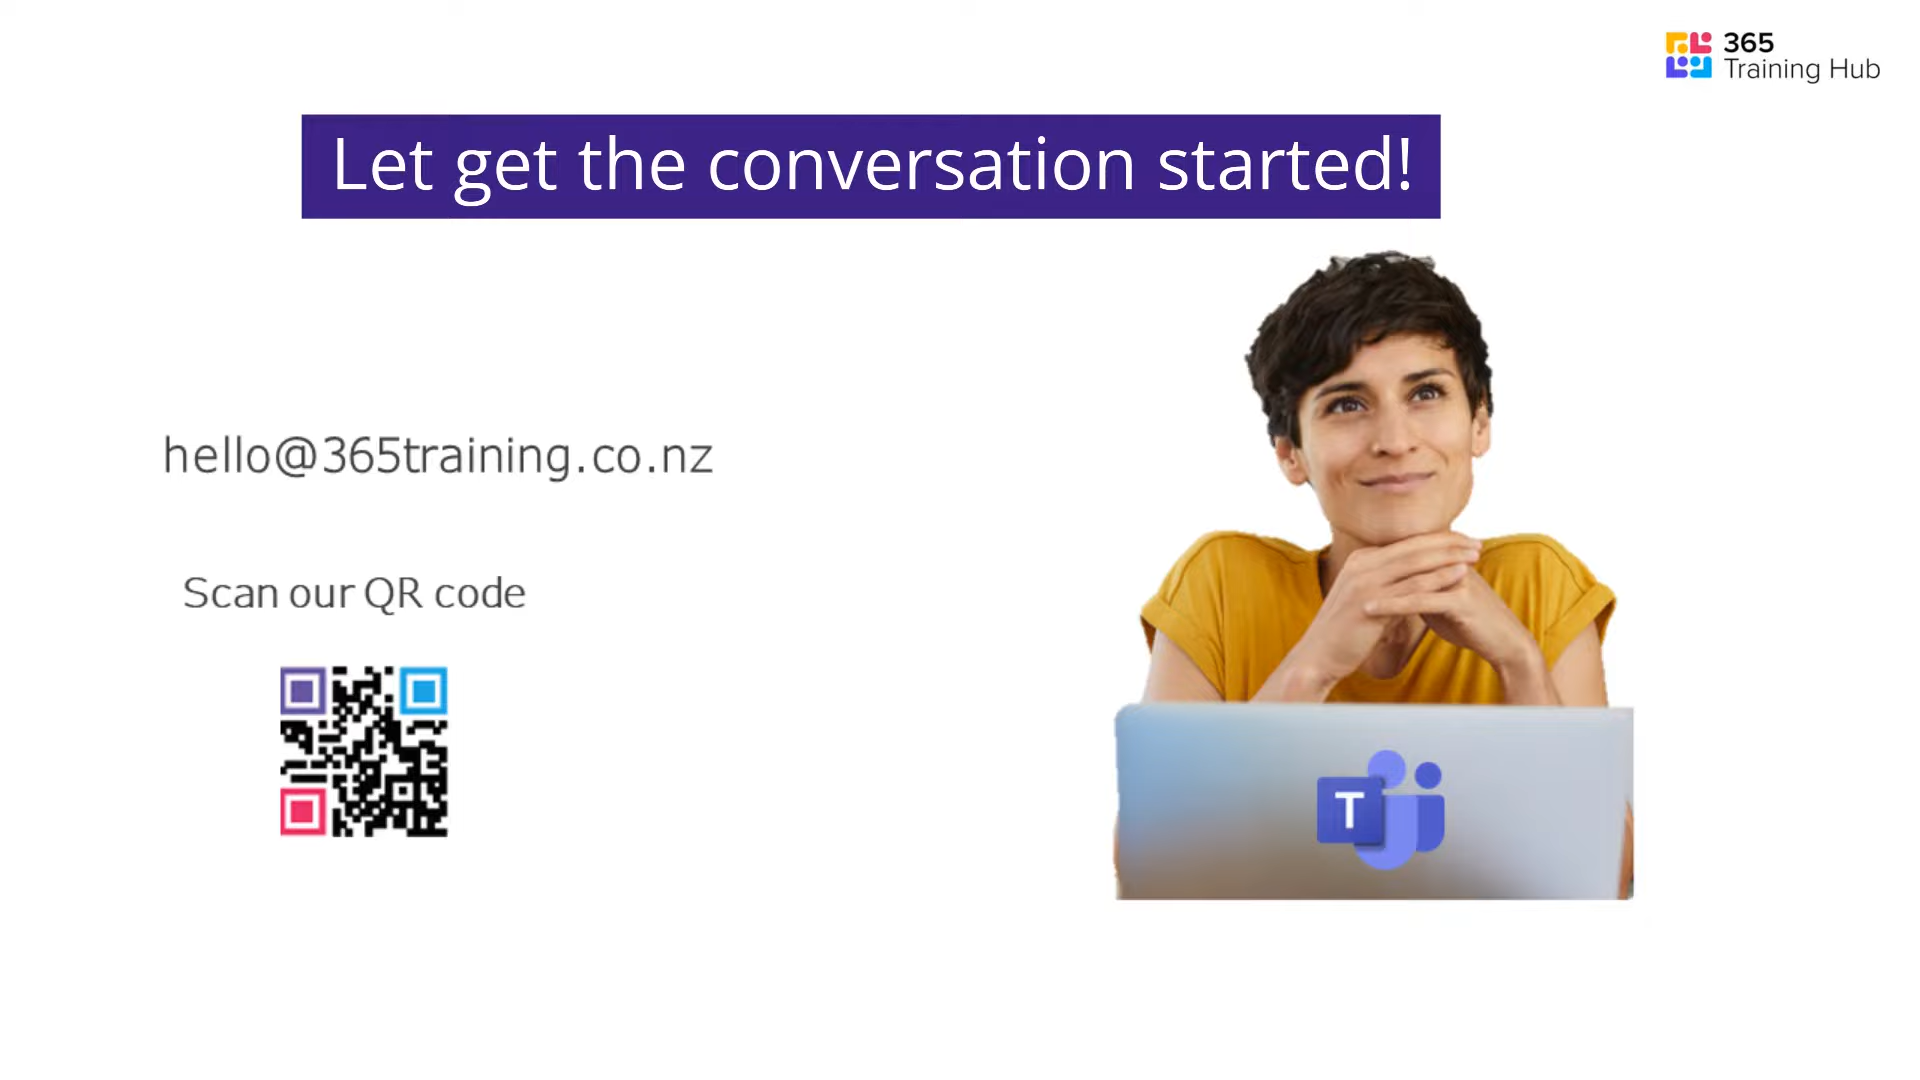 365
Training Hub
Let get the conversation started!
hello@365training.co.nz
Scan our QR code
T